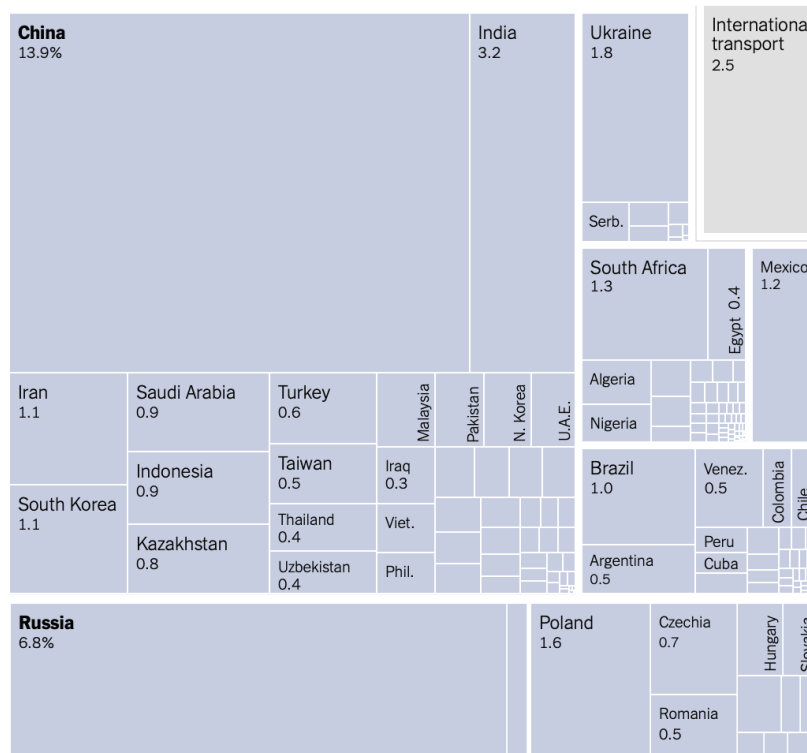 China
13.9%
India
3.2
Ukraine
1.8
Internationa
transport
2.5
Serb.
South Africa
1.3
Egypt 0.4
Mexico
1.2
Algeria
Nigeria
Iran
1.1
Saudi Arabia
0.9
Turkey
0.6
Malaysia
Pakistan
N. Korea
U.A.E.
Indonesia
0.9
Taiwan
0.5
Iraq
0.3
South Korea
1.1
Kazakhstan
0.8
Thailand
0.4
Viet.
Uzbekistan
0.4
Phil.
Brazil
1.0
Venez.
0.5
Colombia
Chile
Peru
Cuba
Argentina
0.5
Russia
6.8%
Poland
1.6
Czechia
0.7
Hungary
Slovakia
Romania
0.5